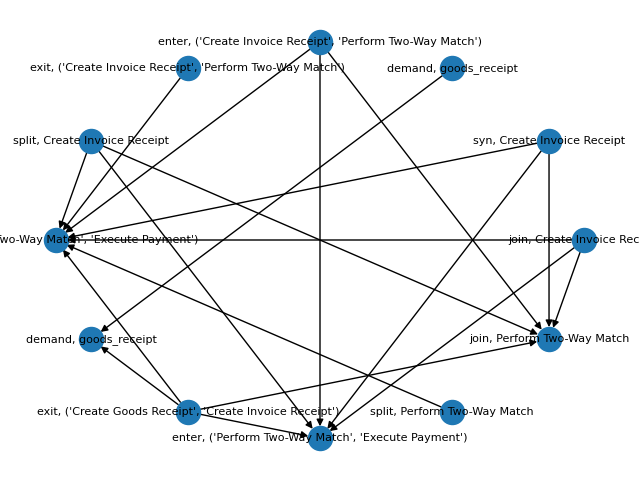 enter, ('Create Invoice Receipt', 'Perform Two-Way Match')
exit, ('Create Invoice Receipt', 'Perform Two-Way Match')
demand, goods_receipt
split, Create Invoice Receipt
syn, Create Invoice Receipt
Two-Way Match', 'Execute Payment')
join, Create Invoice Rec
demand, goods_receipt
join, Perform Two-Way Match
exit, ('Create Goods Receipt', 'Create Invoice Receipt')
split, Perform Two-Way Match
enter, ('Perform Two-Way Match', 'Execute Payment')